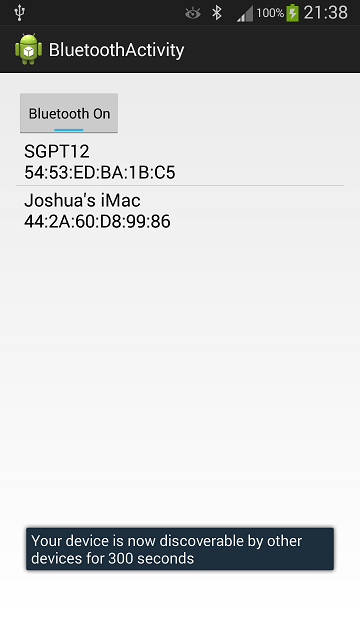 100% 21:38
BluetoothActivity
Bluetooth On
SGPT12
54:53:ED:BA:1B:C5
Joshua's iMac
44:2A:60:D8:99:86
Your device is now discoverable by other
devices for 300 seconds